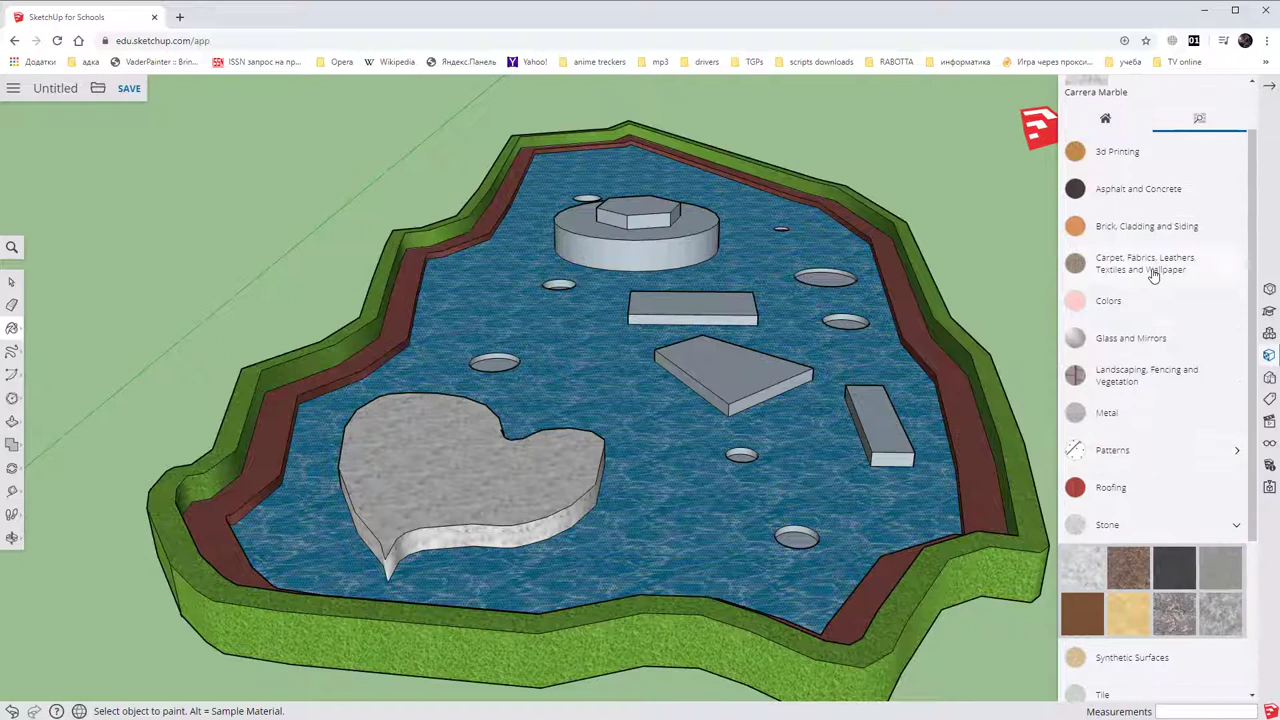 SketchUp for Schools
edu.sketchup.com/app
01
Додатки
адка
VaderPainter :: Brin...
ISSN запрос на пр...
Opera
Wikipedia
Яндекс.Панель
Yahoo!
anime treckers
mp3
drivers
TGPs
scripts downloads
RABOTTA
информатика
Игра через прокси...
учеба
TV online
Untitled
SAVE
Carrera Marble
3d Printing
Asphalt and Concrete
Brick, Cladding and Siding
Carpet, Fabrics, Leathers,
Textiles and Wallpaper
Colors
Glass and Mirrors
Landscaping, Fencing and
Vegetation
Metal
Patterns
Roofing
Stone
Synthetic Surfaces
Tile
Select object to paint. Alt = Sample Material.
Measurements